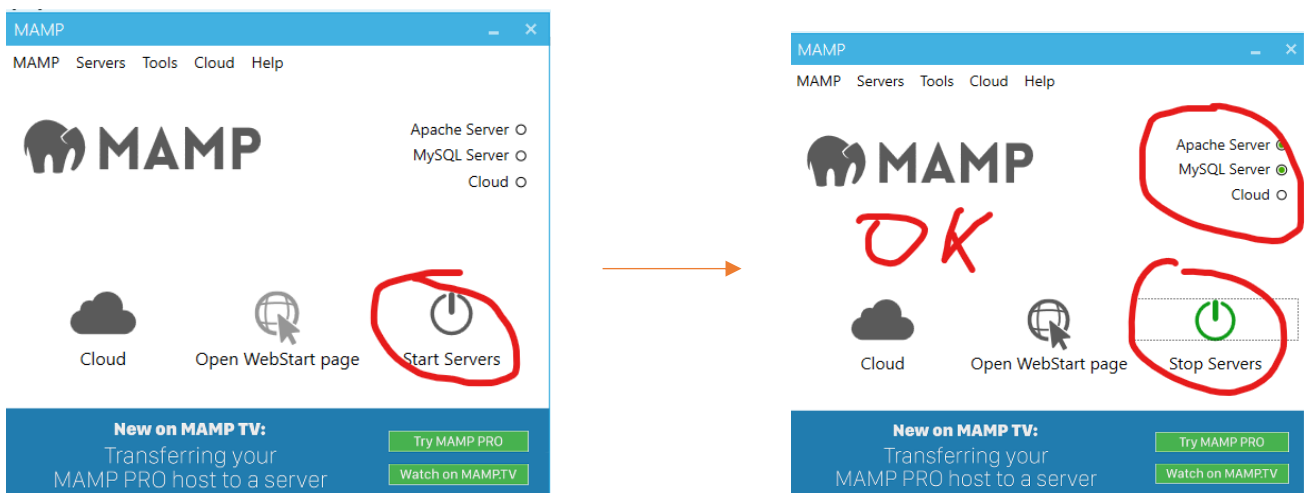 MAMP
MAMP Servers Tools Cloud Help
MAMP
Apache Server
MySQL Server
Cloud
Cloud
Open WebStart page
Start Servers
New on MAMP TV:
Transferring your
MAMP PRO host to a server
Try MAMP PRO
Watch on MAMP.TV
MAMP
MAMP Servers Tools Cloud Help
MAMP
Apache Server
MySQL Server
Cloud
OK
Cloud
Open WebStart page
Stop Servers
New on MAMP TV:
Transferring your
MAMP PRO host to a server
Try MAMP PRO
Watch on MAMP.TV